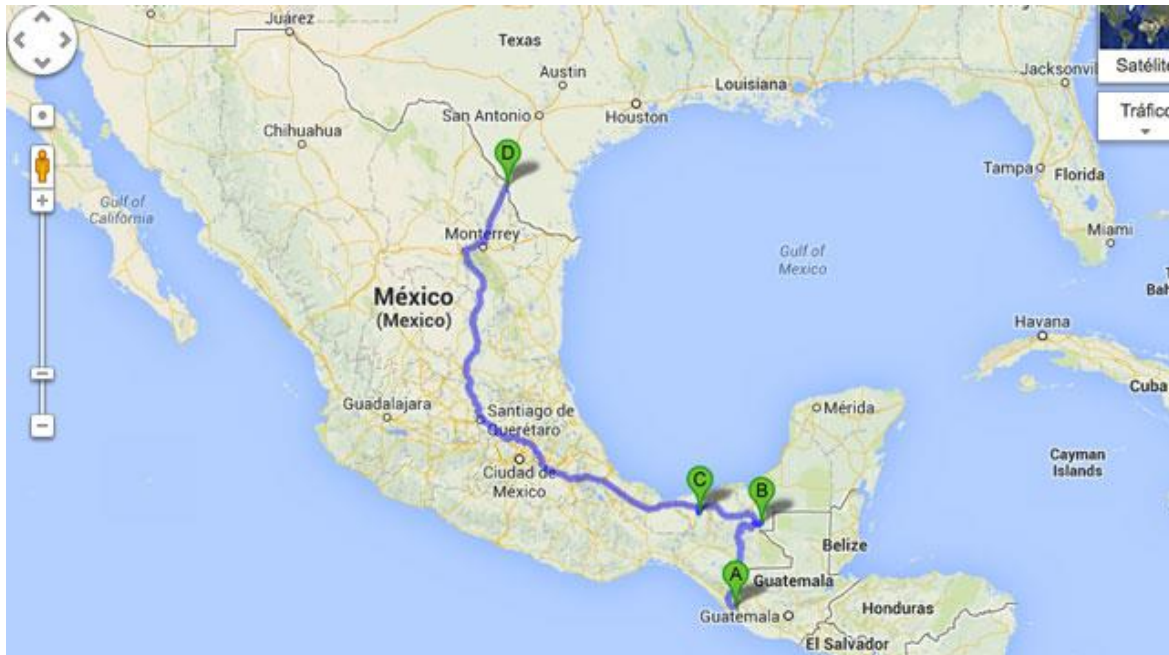 Juárez
Texas
Austin
Louisiana
Jacksonvil
Satélite
San Antonio
Houston
Tráfico
Chihuahua
D
Tampa
Florida
Gulf of
California
Monterrey
Miami
Gulf of
Mexico
Bah
México
(Mexico)
Havana
Cuba
Guadalajara
Santiago de
Querétaro
Mérida
Ciudad de
Mexico
Cayman
Islands
C
B
Belize
A
Guatemala
Guatemala
Honduras
El Salvador